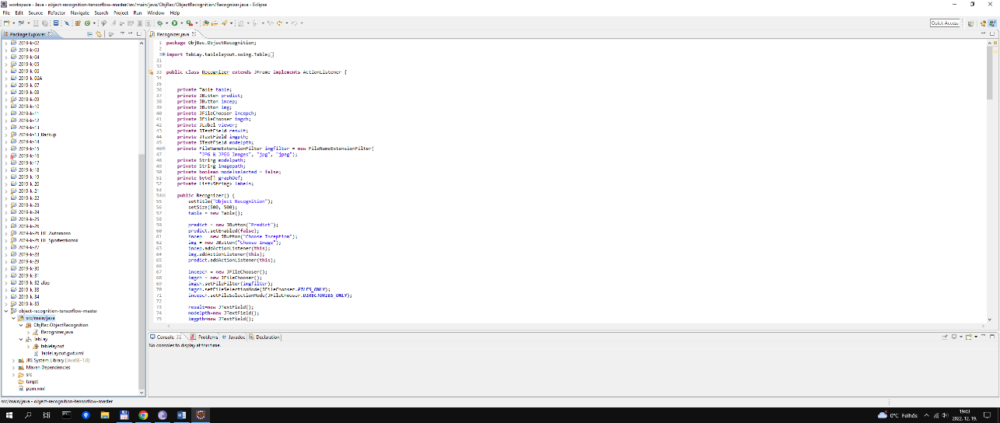 workspace - Java - object-recognition-tensorflow-master/src/main/java/ObjRec/ObjectRecognition/Recognizer.java - Eclipse
File Edit Source Refactor Navigate Search Project Run Window Help
Quick Access
Package Explorer
2019-k-02
2019-k-03
2019-k-04
2019-k-05
2019-k-06
2019-k-06A
2019-k-07
2019-k-08
2019-k-09
2019-k-10
2019-k-11
2019-k-12
2019-k-13
2019-k-13 Backup
2019-k-14
2019-k-15
2019-k-16
2019-k-17
2019-k-18
2019-k-19
2019-k-20
2019-k-21
2019-k-22
2019-k-23
2019-k-24
2019-k-25
2019-k-26
2019-k-26_HF_Automoso
2019-k-26_HF_Sporteszkozok
2019-k-27
2019-k-28
2019-k-29
2019-k-30
2019-k-31
2019-k-32-alap
2019-k-33
2019-k-34
2019-k-35
object-recognition-tensorflow-master
src/main/java
ObjRec.ObjectRecognition
Recognizer.java
TabLay
tablelayout
TableLayout.gwt.xml
JRE System Library [JavaSE-1.8]
Maven Dependencies
src
target
pom.xml
Recognizer.java
1 package ObjRec.ObjectRecognition;
2
3 import TabLay.tablelayout.swing.Table;
31
32
33 public class Recognizer extends JFrame implements ActionListener {
34
35
36 private Table table;
37 private JButton predict;
38 private JButton incep;
39 private JButton img;
40 private JFileChooser incepch;
41 private JFileChooser imgch;
42 private JLabel viewer;
43 private JTextField result;
44 private JTextField imgpth;
45 private JTextField modelpth;
46 private FileNameExtensionFilter imgfilter = new FileNameExtensionFilter(
47 "JPG & JPEG Images", "jpg", "jpeg");
48 private String modelpath;
49 private String imagepath;
50 private boolean modelselected = false;
51 private byte[] graphDef;
52 private List<String> labels;
53
54 public Recognizer() {
55 setTitle("Object Recognition");
56 setSize(500, 500);
57 table = new Table();
58
59 predict = new JButton("Predict");
60 predict.setEnabled(false);
61 incep = new JButton("Choose Inception");
62 img = new JButton("Choose Image");
63 incep.addActionListener(this);
64 img.addActionListener(this);
65 predict.addActionListener(this);
66
67 incepch = new JFileChooser();
68 imgch = new JFileChooser();
69 imgch.setFileFilter(imgfilter);
70 imgch.setFileSelectionMode(JFileChooser.FILES_ONLY);
71 incepch.setFileSelectionMode(JFileChooser.DIRECTORIES_ONLY);
72
73 result=new JTextField();
74 modelpth=new JTextField();
75 imgpth=new JTextField();
Console Problems Javadoc Declaration
No consoles to display at this time.
src/main/java - object-recognition-tensorflow-master
0°C Felhős
19:03
2022. 12. 19.